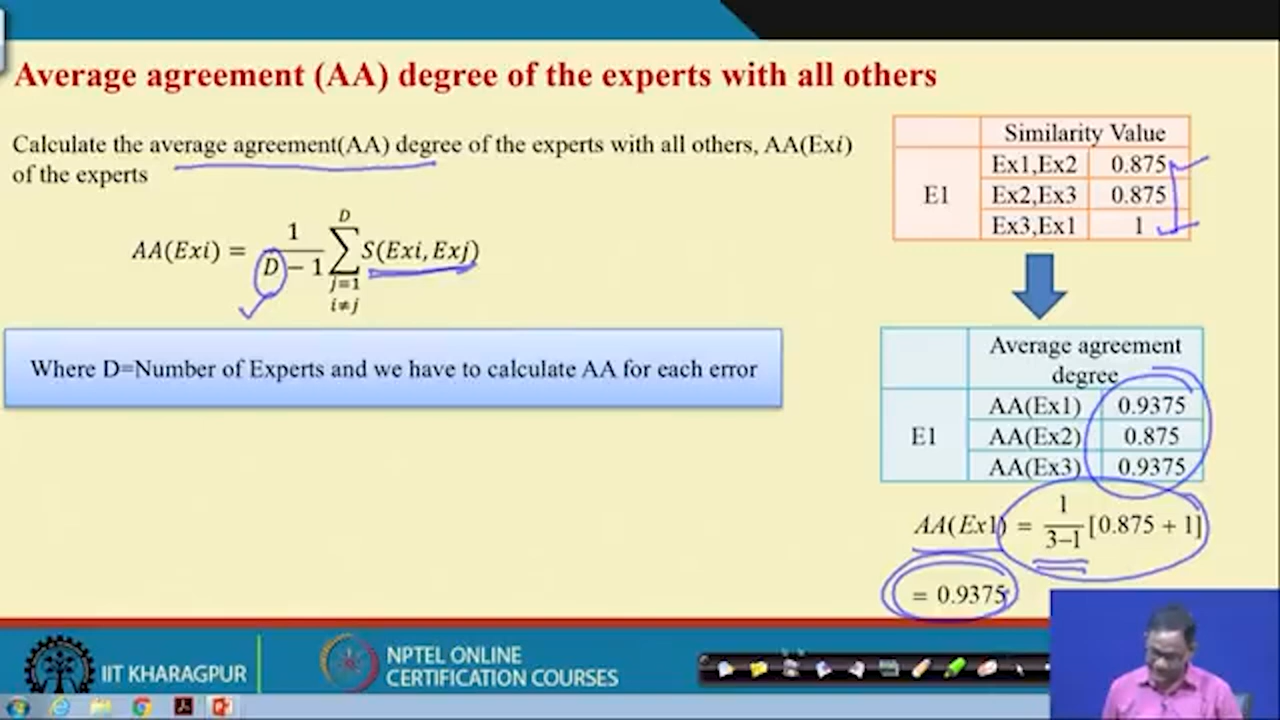 Average agreement (AA) degree of the experts with all others
Calculate the average agreement(AA) degree of the experts with all others, AA(Exi)
of the experts
AA(Exi) = 1/(D − 1) ∑_{j=1, i≠j}^{D} S(Exi, Exj)
Where D=Number of Experts and we have to calculate AA for each error
Similarity Value
E1
Ex1,Ex2 0.875
Ex2,Ex3 0.875
Ex3,Ex1 1
Average agreement
degree
E1
AA(Ex1) 0.9375
AA(Ex2) 0.875
AA(Ex3) 0.9375
AA(Ex1) = 1/(3–1) [0.875 + 1]
= 0.9375
IIT KHARAGPUR
NPTEL ONLINE
CERTIFICATION COURSES